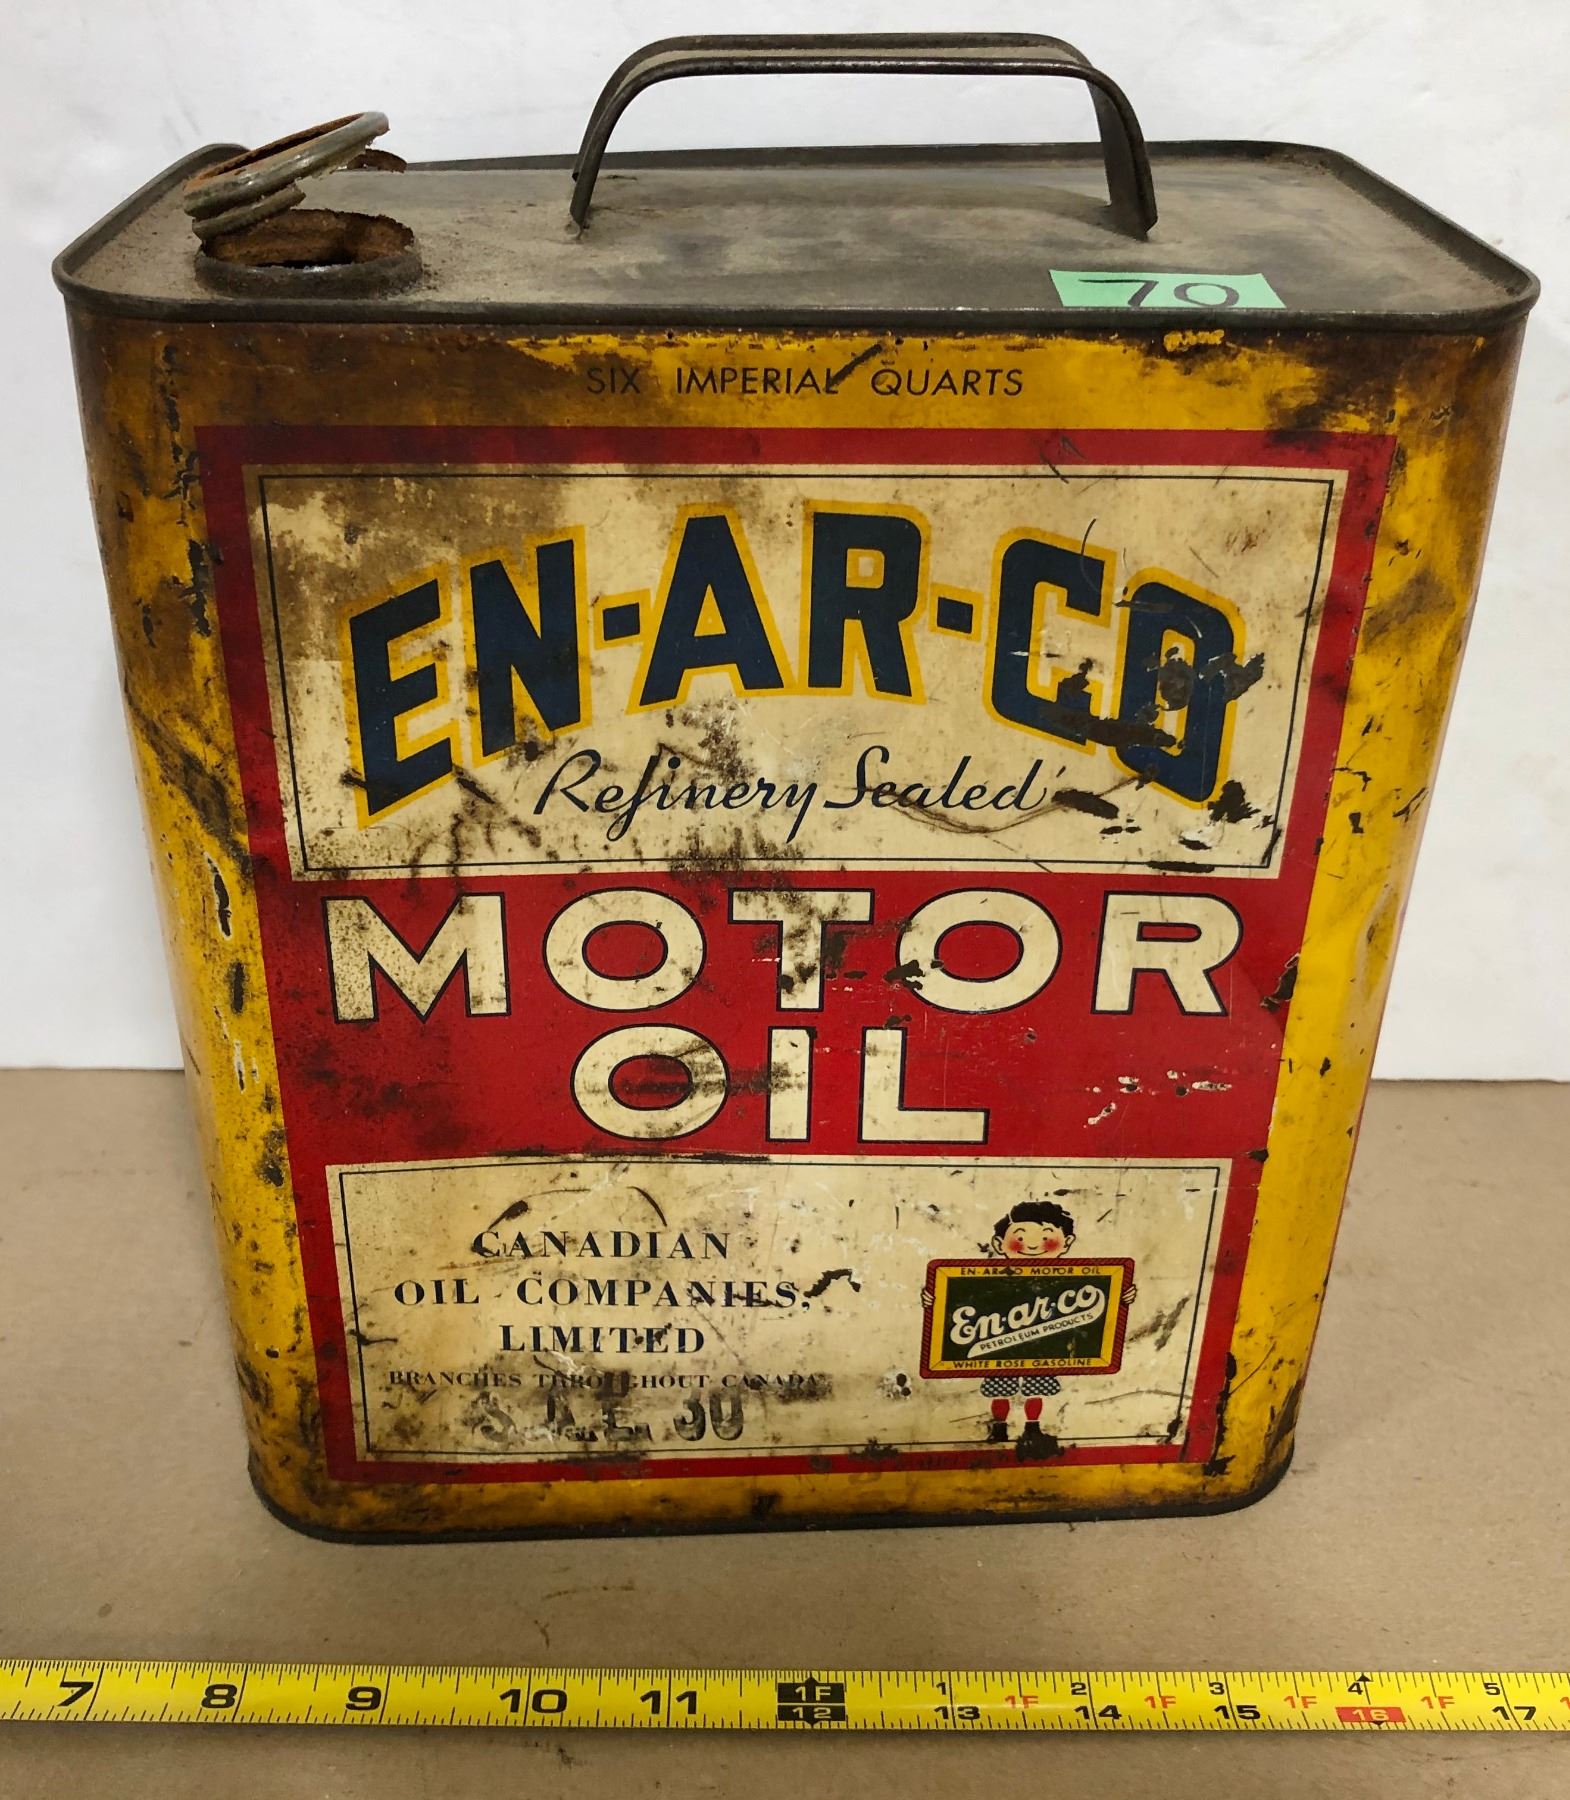 70
SIX IMPERIAL QUARTS
EN-AR-CO
Refinery Sealed
MOTOR
OIL
CANADIAN
OIL COMPANIES,
LIMITED
BRANCHES THROUGHOUT CANADA
S.A.E. 30
EN-AR-CO MOTOR OIL
En-ar-co
PETROLEUM PRODUCTS
WHITE ROSE GASOLINE
1F 1 1F 2 1F 3 1F 4 1F 5
7 8 9 10 11 12 13 14 15 16 17